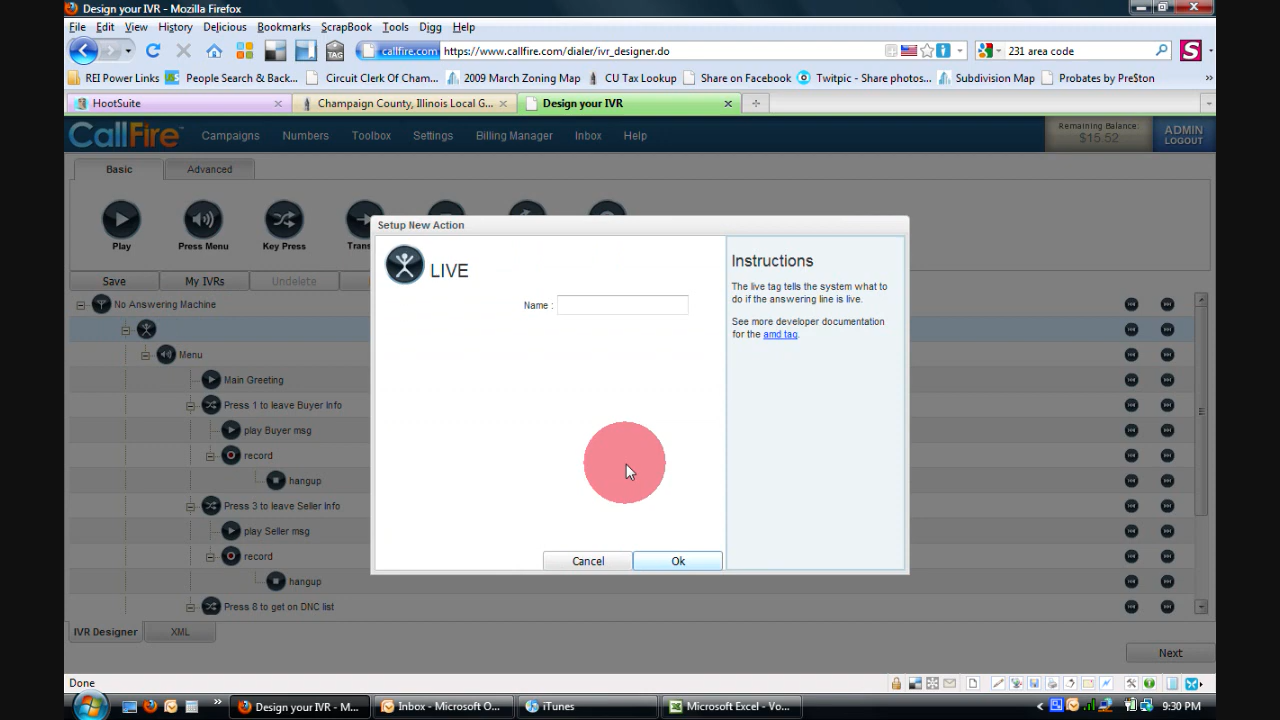 Design your IVR - Mozilla Firefox
File Edit View History Delicious Bookmarks ScrapBook Tools Digg Help
TAG callfire.com https://www.callfire.com/dialer/ivr_designer.do 231 area code S
REI Power Links People Search & Back... Circuit Clerk Of Cham... 2009 March Zoning Map CU Tax Lookup Share on Facebook Twitpic - Share photos... Subdivision Map Probates by Pre$ton »
HootSuite Champaign County, Illinois Local G... Design your IVR
CallFire Campaigns Numbers Toolbox Settings Billing Manager Inbox Help Remaining Balance: $15.52 ADMIN LOGOUT
Basic Advanced
Play Press Menu Key Press
Save My IVRs Undelete
No Answering Machine
Menu
Main Greeting
Press 1 to leave Buyer Info
play Buyer msg
record
hangup
Press 3 to leave Seller Info
play Seller msg
record
hangup
Press 8 to get on DNC list
Setup New Action
LIVE
Name :
Cancel Ok
Instructions
The live tag tells the system what to
do if the answering line is live.
See more developer documentation
for the amd tag.
IVR Designer XML
Next
Done
Design your IVR - M... Inbox - Microsoft O... iTunes Microsoft Excel - Vo... 9:30 PM